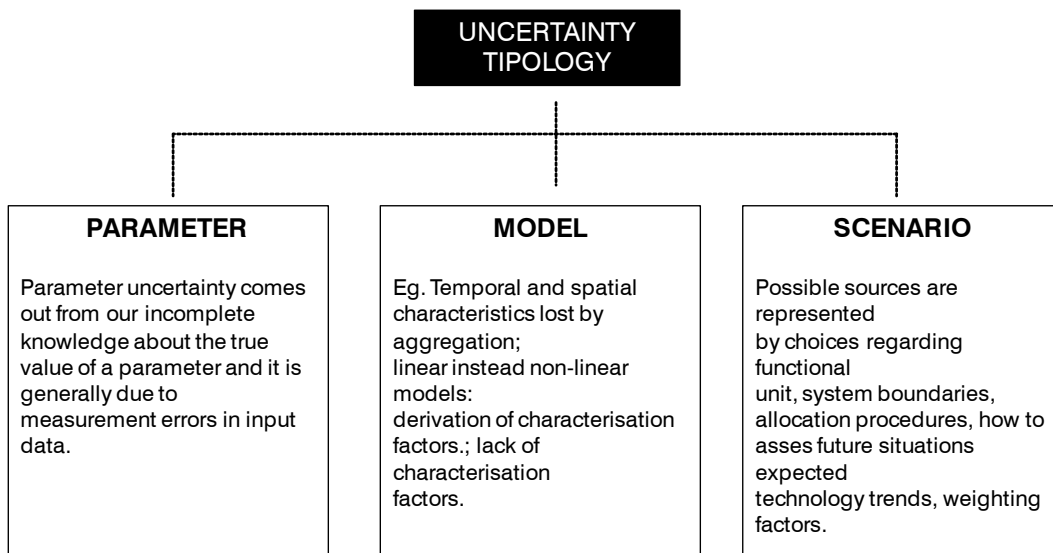 UNCERTAINTY
TIPOLOGY
PARAMETER
Parameter uncertainty comes
out from our incomplete
knowledge about the true
value of a parameter and it is
generally due to
measurement errors in input
data.
MODEL
Eg. Temporal and spatial
characteristics lost by
aggregation;
linear instead non-linear
models:
derivation of characterisation
factors.; lack of
characterisation
factors.
SCENARIO
Possible sources are
represented
by choices regarding
functional
unit, system boundaries,
allocation procedures, how to
asses future situations
expected
technology trends, weighting
factors.